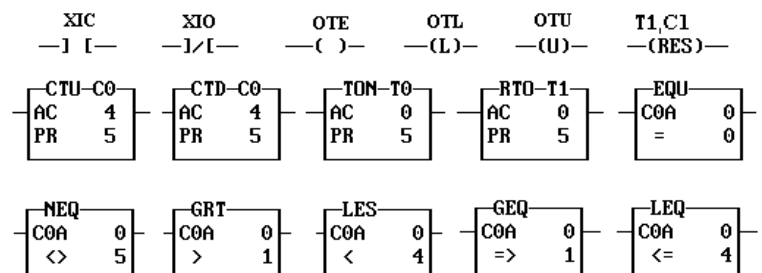 XIC XIO OTE OTL OTU T1,C1
—] [— —]/[— —( )— —(L)— —(U)— —(RES)—
CTU-C0 CTD-C0 TON-T0 RTO-T1 EQU
AC 4 AC 4 AC 0 AC 0 C0A 0
PR 5 PR 5 PR 5 PR 5 = 0
NEQ GRT LES GEQ LEQ
C0A 0 C0A 0 C0A 0 C0A 0 C0A 0
<> 5 > 1 < 4 => 1 <= 4